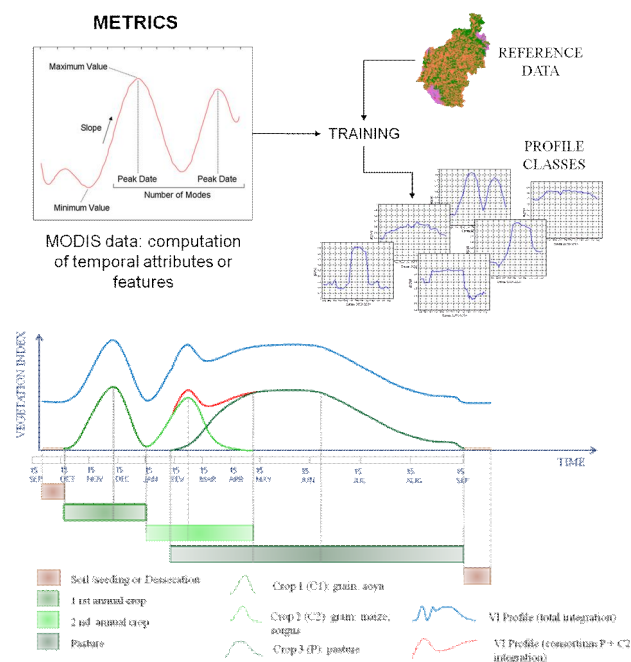 METRICS
Maximum Value
Slope
Peak Date
Peak Date
Number of Modes
Minimum Value
MODIS data: computation
of temporal attributes or
features
REFERENCE
DATA
TRAINING
PROFILE
CLASSES
VEGETATION INDEX
TIME
15 15 15 15 15 15 15 15 15 15 15 15
SEP OCT NOV DEC JAN FEV MAR APR MAY JUN JUL AUG SEP
Soil /seeding or Dessecation
1 rst annual crop
2 nd annual crop
Pasture
Crop 1 (C1): grain: soya
Crop 2 (C2): gram: maize,
sorgus
Crop 3 (P): pasture
VI Profile (total integration)
VI Profile (consortium P + C2
integration)